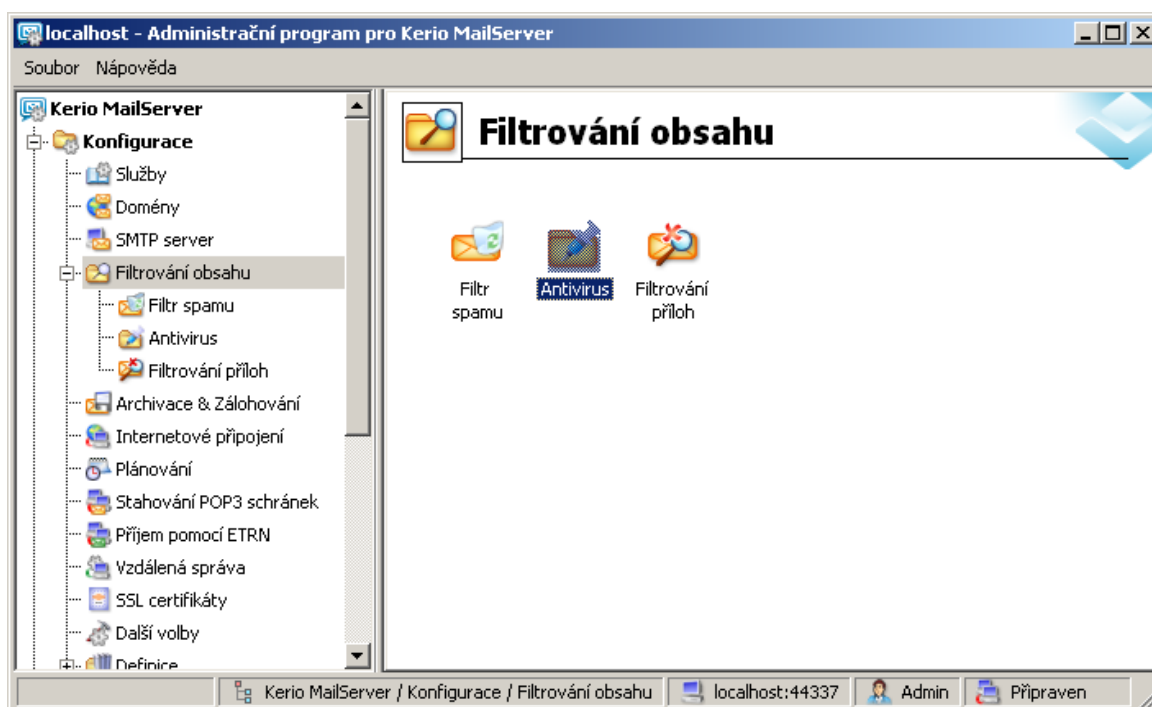 localhost - Administrační program pro Kerio MailServer
Soubor Nápověda
Kerio MailServer
Konfigurace
Služby
Domény
SMTP server
Filtrování obsahu
Filtr spamu
Antivirus
Filtrování příloh
Archivace & Zálohování
Internetové připojení
Plánování
Stahování POP3 schránek
Příjem pomocí ETRN
Vzdálená správa
SSL certifikáty
Další volby
Definice
Filtrování obsahu
Filtr
spamu
Antivirus
Filtrování
příloh
Kerio MailServer / Konfigurace / Filtrování obsahu localhost:44337 Admin Připraven